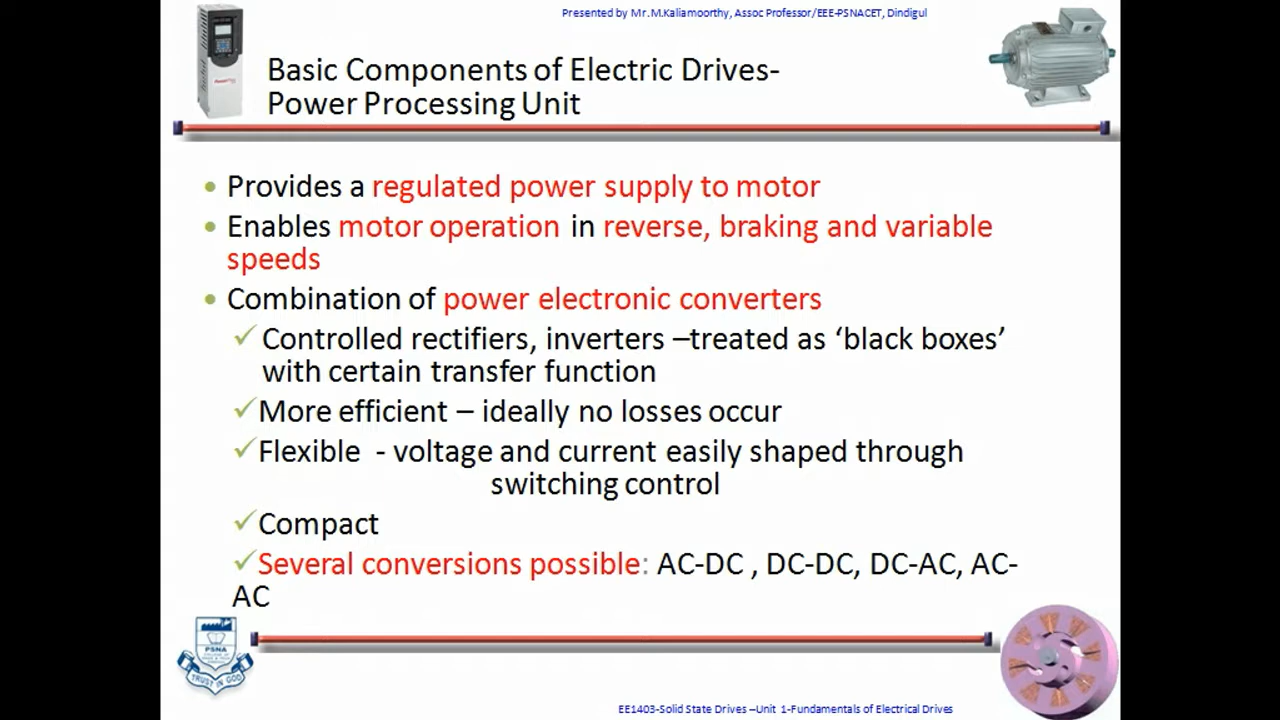 Presented by Mr.M.Kaliamoorthy, Assoc Professor/EEE-PSNACET, Dindigul
Basic Components of Electric Drives-
Power Processing Unit
• Provides a regulated power supply to motor
• Enables motor operation in reverse, braking and variable
speeds
• Combination of power electronic converters
✓ Controlled rectifiers, inverters –treated as ‘black boxes’
with certain transfer function
✓More efficient – ideally no losses occur
✓Flexible - voltage and current easily shaped through
switching control
✓Compact
✓Several conversions possible: AC-DC , DC-DC, DC-AC, AC-
AC
PSNA
TRUST IN GOD
EE1403-Solid State Drives –Unit 1-Fundamentals of Electrical Drives